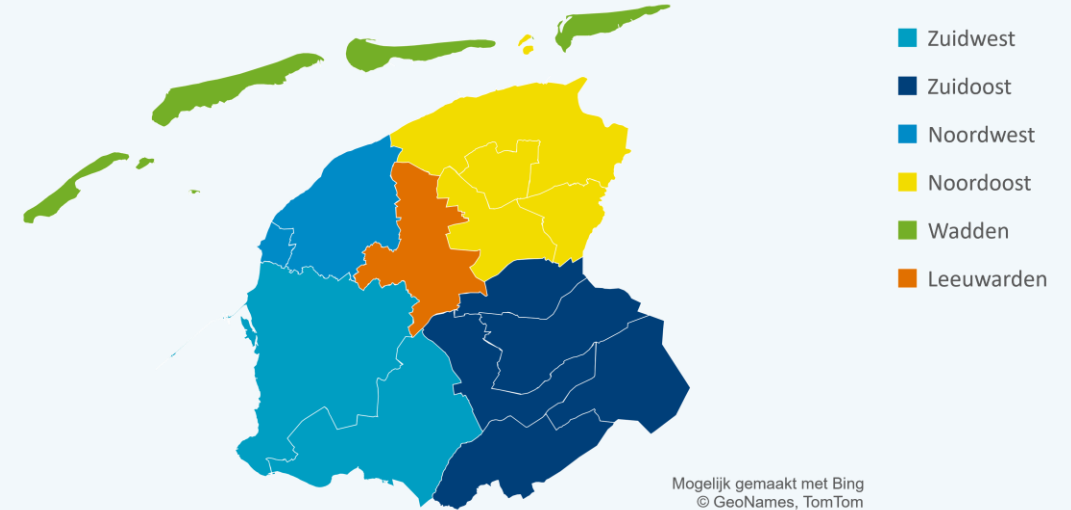 Zuidwest
Zuidoost
Noordwest
Noordoost
Wadden
Leeuwarden
Mogelijk gemaakt met Bing
© GeoNames, TomTom